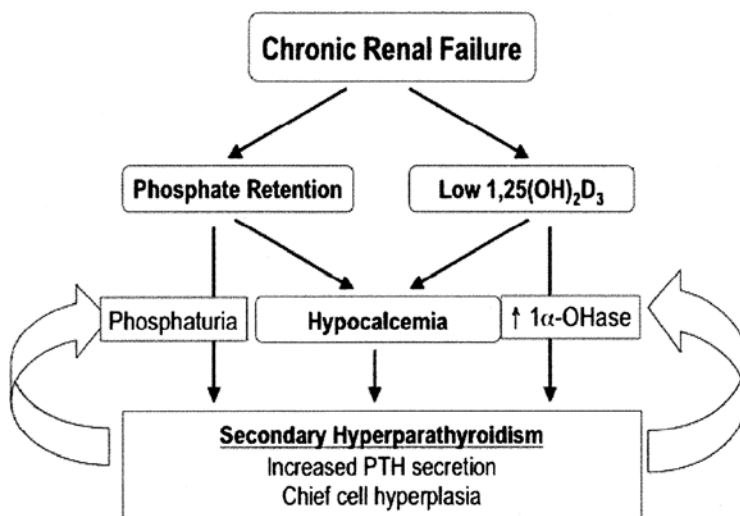 Chronic Renal Failure
Phosphate Retention
Low 1,25(OH)₂D₃
Phosphaturia
Hypocalcemia
↑ 1α-OHase
Secondary Hyperparathyroidism
Increased PTH secretion
Chief cell hyperplasia